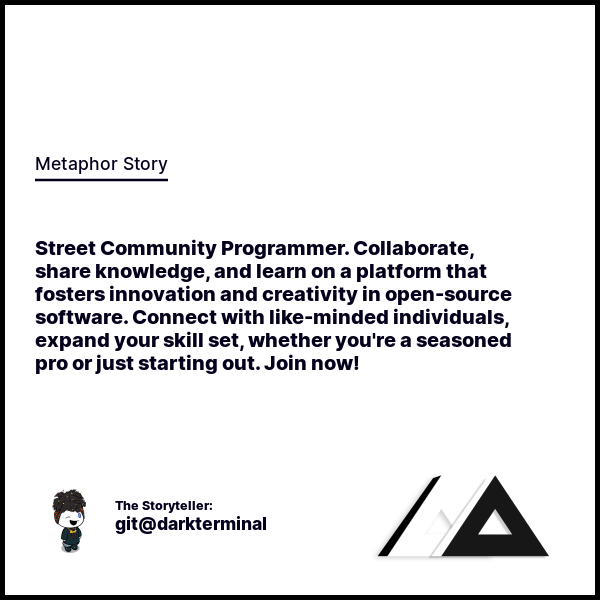 Metaphor Story
Street Community Programmer. Collaborate,
share knowledge, and learn on a platform that
fosters innovation and creativity in open-source
software. Connect with like-minded individuals,
expand your skill set, whether you're a seasoned
pro or just starting out. Join now!
The Storyteller:
git@darkterminal